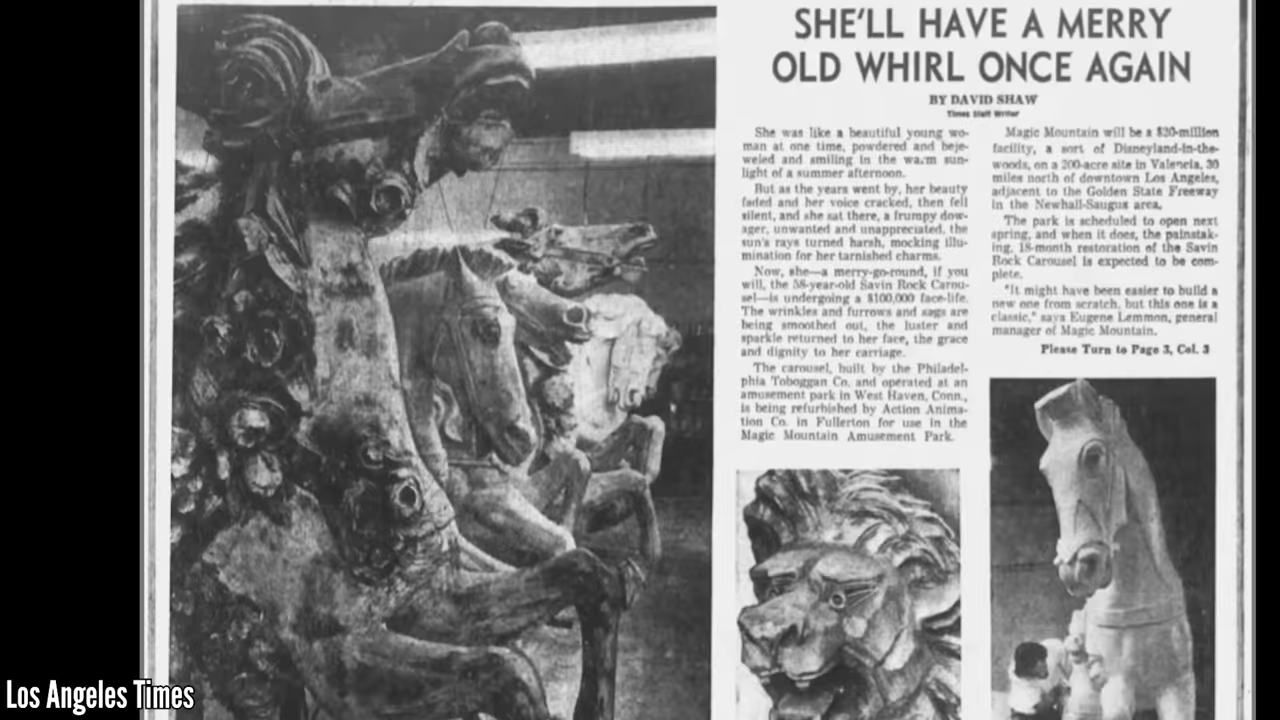 SHE'LL HAVE A MERRY
OLD WHIRL ONCE AGAIN
BY DAVID SHAW
Times Staff Writer
She was like a beautiful young wo-
man at one time, powdered and beje-
weled and smiling in the warm sun-
light of a summer afternoon.
But as the years went by, her beauty
faded and her voice cracked, then fell
silent, and she sat there, a frumpy dow-
ager, unwanted and unappreciated, the
sun's rays turned harsh, mocking illu-
mination for her tarnished charms.
Now, she—a merry-go-round, if you
will, the 58-year-old Savin Rock Carou-
sel—is undergoing a $100,000 face-life.
The wrinkles and furrows and sags are
being smoothed out, the luster and
sparkle returned to her face, the grace
and dignity to her carriage.
The carousel, built by the Philadel-
phia Toboggan Co. and operated at an
amusement park in West Haven, Conn.,
is being refurbished by Action Anima-
tion Co. in Fullerton for use in the
Magic Mountain Amusement Park.
Magic Mountain will be a $20-million
facility, a sort of Disneyland-in-the-
woods, on a 200-acre site in Valencia, 30
miles north of downtown Los Angeles,
adjacent to the Golden State Freeway
in the Newhall-Saugus area.
The park is scheduled to open next
spring, and when it does, the painstak-
ing, 18-month restoration of the Savin
Rock Carousel is expected to be com-
plete.
"It might have been easier to build a
new one from scratch, but this one is a
classic," says Eugene Lemmon, general
manager of Magic Mountain.
Please Turn to Page 3, Col. 3
Los Angeles Times